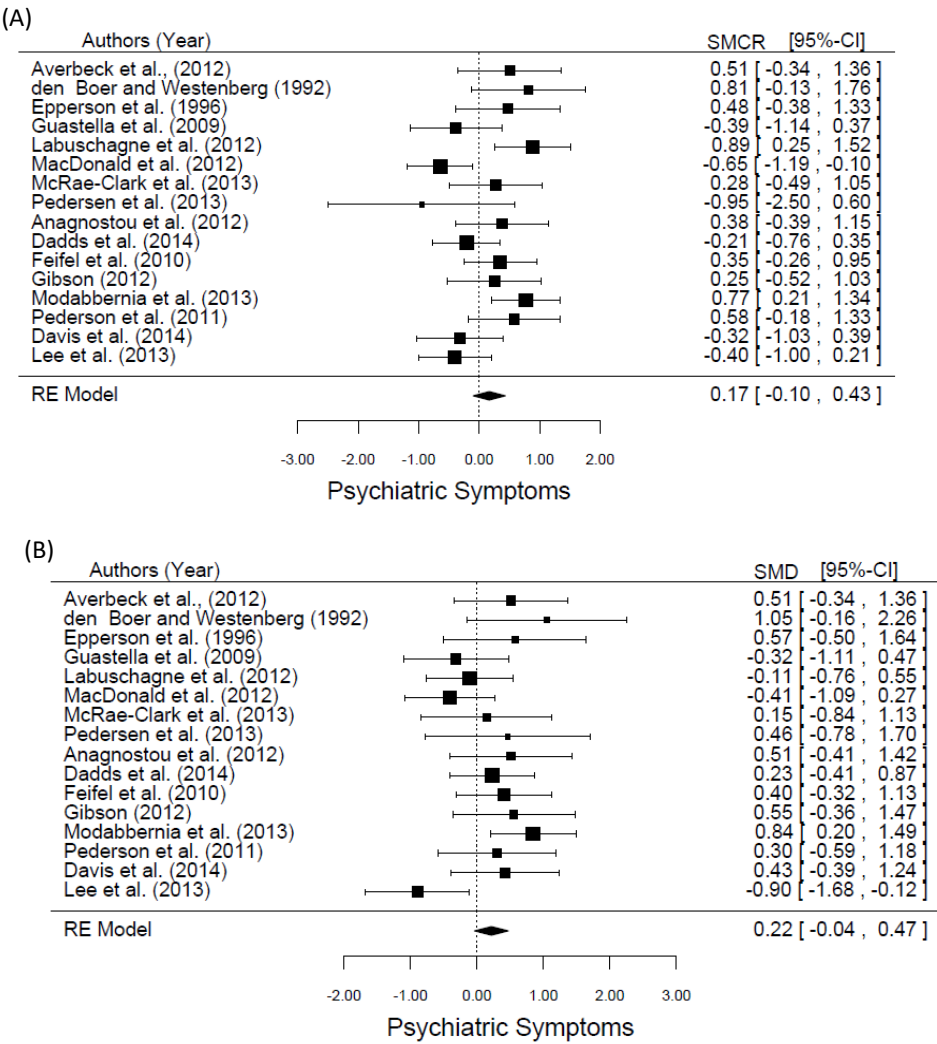 (A)
Authors (Year) SMCR [95%-CI]
Averbeck et al., (2012) 0.51 [ -0.34 , 1.36 ]
den Boer and Westenberg (1992) 0.81 [ -0.13 , 1.76 ]
Epperson et al. (1996) 0.48 [ -0.38 , 1.33 ]
Guastella et al. (2009) -0.39 [ -1.14 , 0.37 ]
Labuschagne et al. (2012) 0.89 [ 0.25 , 1.52 ]
MacDonald et al. (2012) -0.65 [ -1.19 , -0.10 ]
McRae-Clark et al. (2013) 0.28 [ -0.49 , 1.05 ]
Pedersen et al. (2013) -0.95 [ -2.50 , 0.60 ]
Anagnostou et al. (2012) 0.38 [ -0.39 , 1.15 ]
Dadds et al. (2014) -0.21 [ -0.76 , 0.35 ]
Feifel et al. (2010) 0.35 [ -0.26 , 0.95 ]
Gibson (2012) 0.25 [ -0.52 , 1.03 ]
Modabbernia et al. (2013) 0.77 [ 0.21 , 1.34 ]
Pederson et al. (2011) 0.58 [ -0.18 , 1.33 ]
Davis et al. (2014) -0.32 [ -1.03 , 0.39 ]
Lee et al. (2013) -0.40 [ -1.00 , 0.21 ]
RE Model 0.17 [ -0.10 , 0.43 ]
-3.00 -2.00 -1.00 0.00 1.00 2.00
Psychiatric Symptoms
(B)
Authors (Year) SMD [95%-CI]
Averbeck et al., (2012) 0.51 [ -0.34 , 1.36 ]
den Boer and Westenberg (1992) 1.05 [ -0.16 , 2.26 ]
Epperson et al. (1996) 0.57 [ -0.50 , 1.64 ]
Guastella et al. (2009) -0.32 [ -1.11 , 0.47 ]
Labuschagne et al. (2012) -0.11 [ -0.76 , 0.55 ]
MacDonald et al. (2012) -0.41 [ -1.09 , 0.27 ]
McRae-Clark et al. (2013) 0.15 [ -0.84 , 1.13 ]
Pedersen et al. (2013) 0.46 [ -0.78 , 1.70 ]
Anagnostou et al. (2012) 0.51 [ -0.41 , 1.42 ]
Dadds et al. (2014) 0.23 [ -0.41 , 0.87 ]
Feifel et al. (2010) 0.40 [ -0.32 , 1.13 ]
Gibson (2012) 0.55 [ -0.36 , 1.47 ]
Modabbernia et al. (2013) 0.84 [ 0.20 , 1.49 ]
Pederson et al. (2011) 0.30 [ -0.59 , 1.18 ]
Davis et al. (2014) 0.43 [ -0.39 , 1.24 ]
Lee et al. (2013) -0.90 [ -1.68 , -0.12 ]
RE Model 0.22 [ -0.04 , 0.47 ]
-2.00 -1.00 0.00 1.00 2.00 3.00
Psychiatric Symptoms